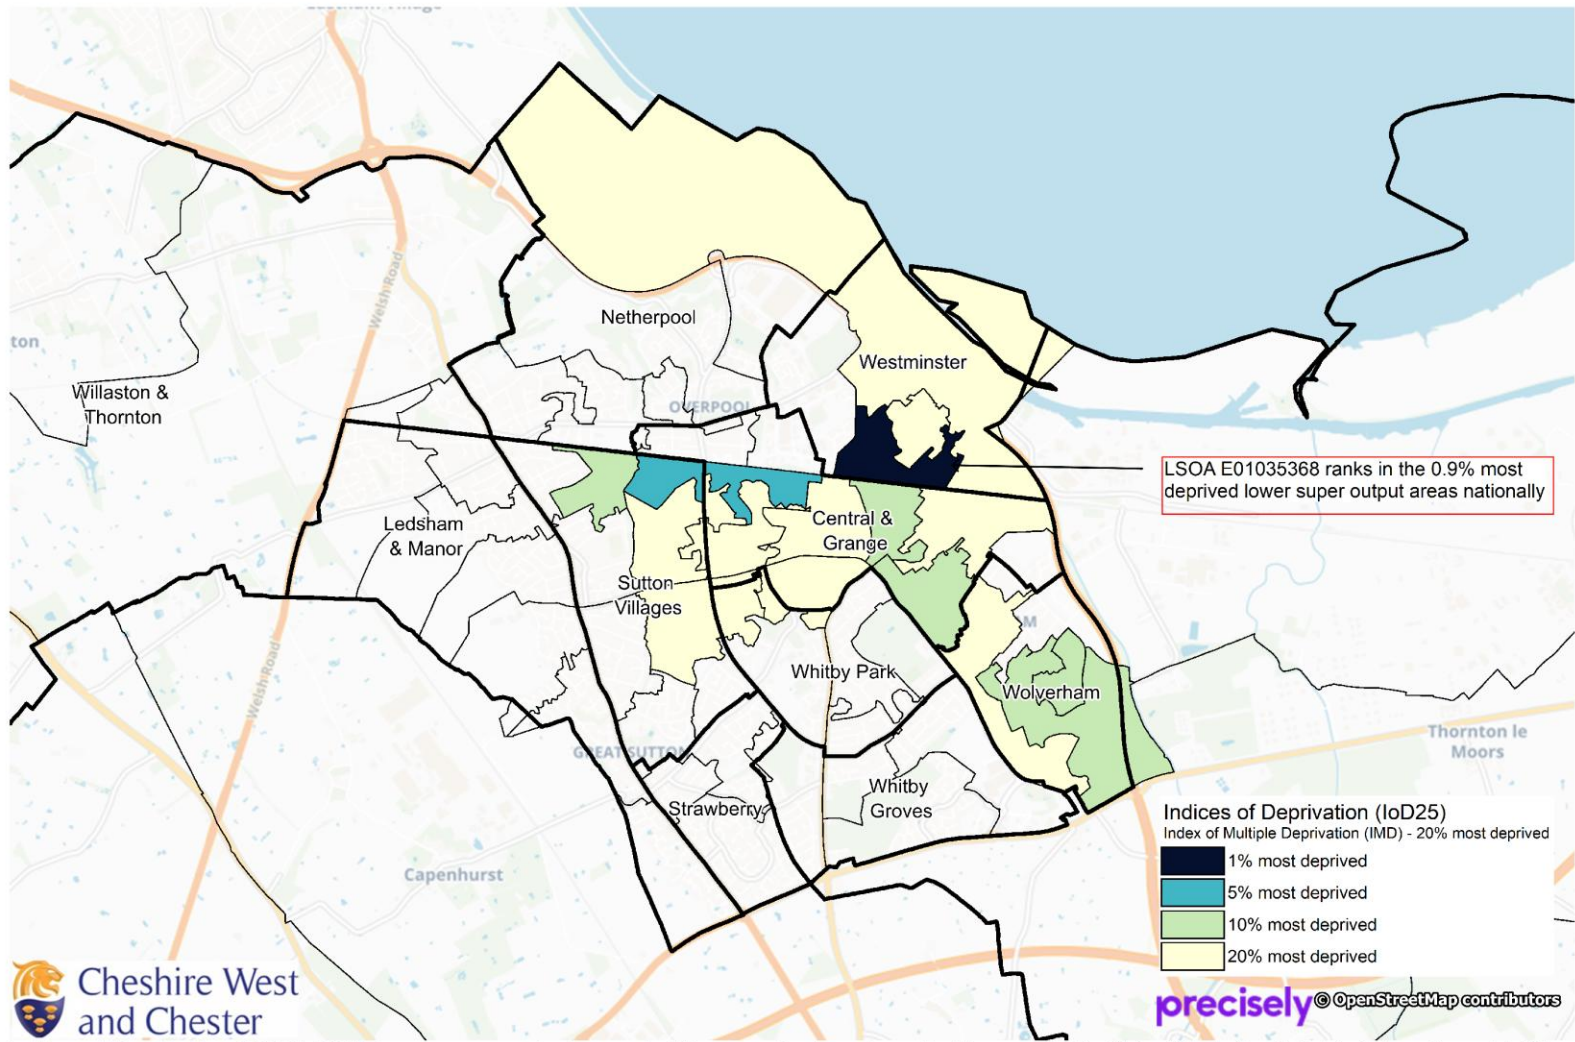 Welsh Road
ton
Netherpool
Westminster
Willaston &
Thornton
OVERPOOL
LSOA E01035368 ranks in the 0.9% most
deprived lower super output areas nationally
Ledsham
& Manor
Central &
Grange
Sutton
Villages
M
Whitby Park
Wolverham
Welsh Road
GREAT SUTTON
Thornton le
Moors
Strawberry
Whitby
Groves
Capenhurst
Indices of Deprivation (IoD25)
Index of Multiple Deprivation (IMD) - 20% most deprived
1% most deprived
5% most deprived
10% most deprived
20% most deprived
Cheshire West
and Chester
precisely
© OpenStreetMap contributors